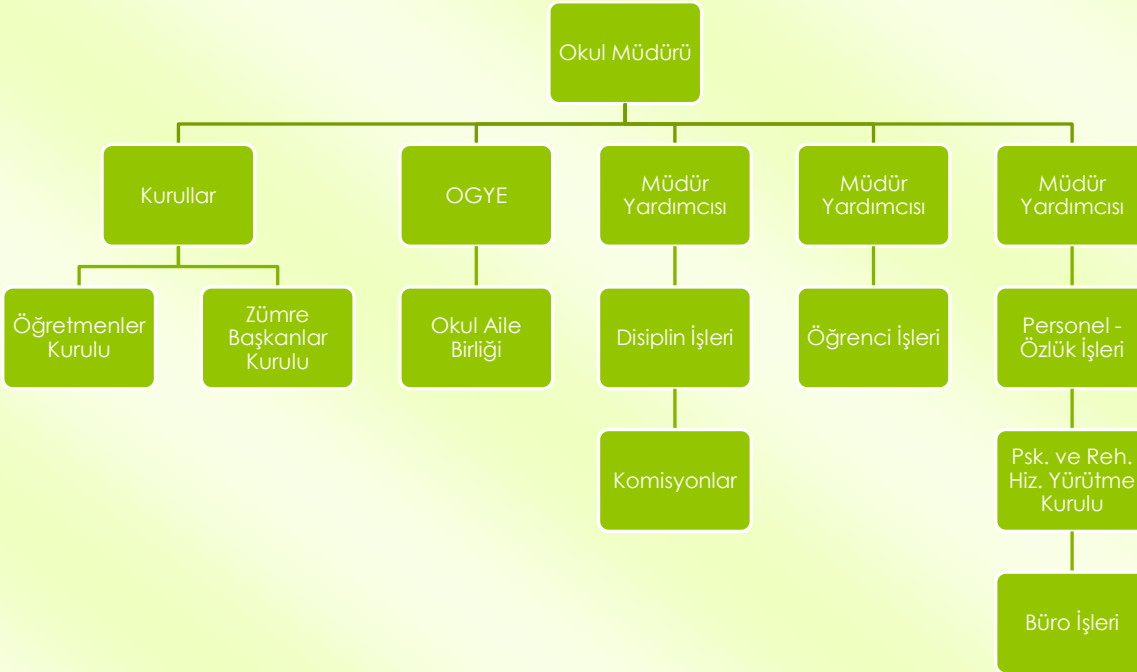 Okul Müdürü
Kurullar
OGYE
Müdür
Yardımcısı
Müdür
Yardımcısı
Müdür
Yardımcısı
Öğretmenler
Kurulu
Zümre
Başkanlar
Kurulu
Okul Aile
Birliği
Disiplin İşleri
Öğrenci İşleri
Personel -
Özlük İşleri
Komisyonlar
Psk. ve Reh.
Hiz. Yürütme
Kurulu
Büro İşleri